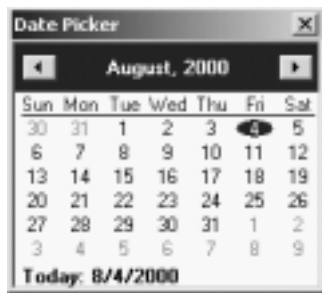 Date Picker
August, 2000
Sun Mon Tue Wed Thu Fri Sat
30 31 1 2 3 4 5
6 7 8 9 10 11 12
13 14 15 16 17 18 19
20 21 22 23 24 25 26
27 28 29 30 31 1 2
3 4 5 6 7 8 9
Today: 8/4/2000